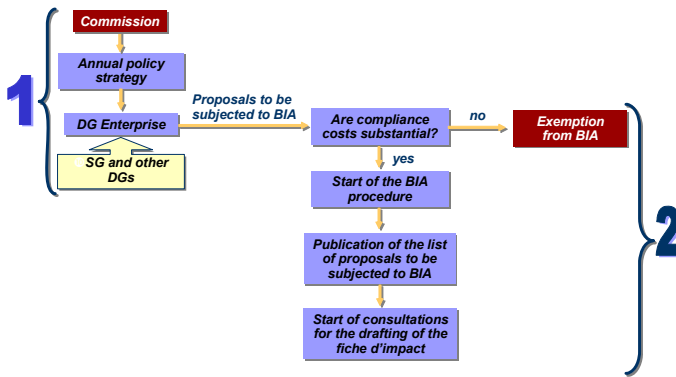 1
Commission
Annual policy
strategy
DG Enterprise
SG and other
DGs
Proposals to be
subjected to BIA
Are compliance
costs substantial?
no
Exemption
from BIA
yes
Start of the BIA
procedure
Publication of the list
of proposals to be
subjected to BIA
Start of consultations
for the drafting of the
fiche d'impact
2